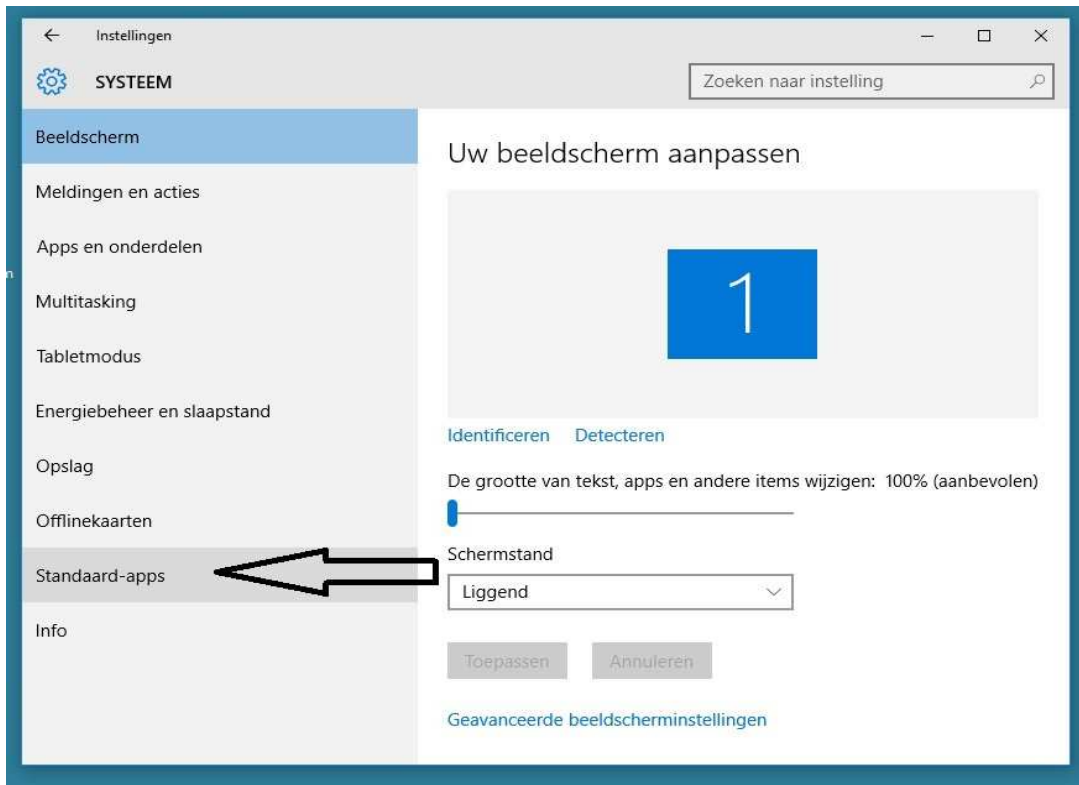 Instellingen
SYSTEEM
Zoeken naar instelling
Beeldscherm
Meldingen en acties
Apps en onderdelen
Multitasking
Tabletmodus
Energiebeheer en slaapstand
Opslag
Offlinekaarten
Standaard-apps
Info
Uw beeldscherm aanpassen
1
Identificeren Detecteren
De grootte van tekst, apps en andere items wijzigen: 100% (aanbevolen)
Schermstand
Liggend
Toepassen Annuleren
Geavanceerde beeldscherminstellingen